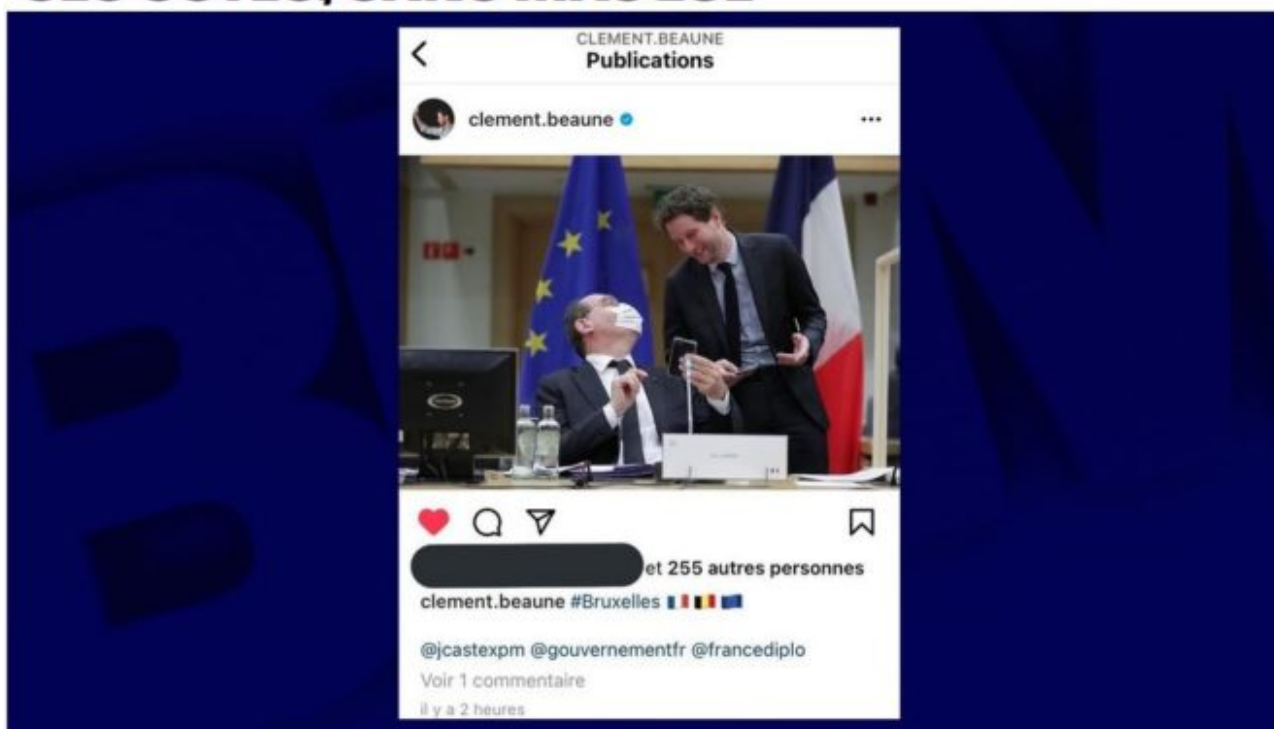 CLEMENT.BEAUNE
Publications
clement.beaune
et 255 autres personnes
clement.beaune #Bruxelles 🇫🇷 🇧🇪 🇪🇺
@jcastexpm @gouvernementfr @francediplo
Voir 1 commentaire
il y a 2 heures